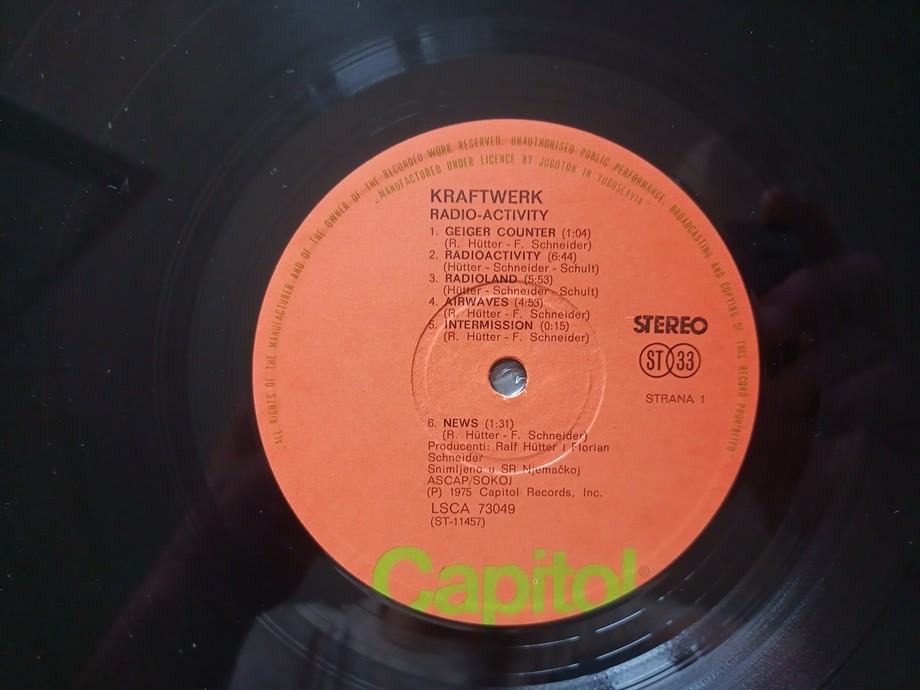 "ALL RIGHTS OF THE MANUFACTURER AND OF THE OWNER OF THE RECORDED WORK RESERVED. UNAUTHORISED PUBLIC PERFORMANCE, BROADCASTING AND COPYING OF THIS RECORD PROHIBITED"
"MANUFACTURED UNDER LICENCE BY JUGOTON IN YUGOSLAVIA"
KRAFTWERK
RADIO-ACTIVITY
1. GEIGER COUNTER (1:04)
(R. Hütter - F. Schneider)
2. RADIOACTIVITY (6:44)
(Hütter - Schneider - Schult)
3. RADIOLAND (5:53)
(Hütter - Schneider - Schult)
4. AIRWAVES (4:53)
(R. Hütter - F. Schneider)
5. INTERMISSION (0:15)
(R. Hütter - F. Schneider)
STEREO
ST 33
STRANA 1
6. NEWS (1:31)
(R. Hütter - F. Schneider)
Producenti: Ralf Hütter i Florian
Schneider
Snimljeno u SR Njemačkoj
ASCAP/SOKOJ
(P) 1975 Capitol Records, Inc.
LSCA 73049
(ST-11457)
Capitol®